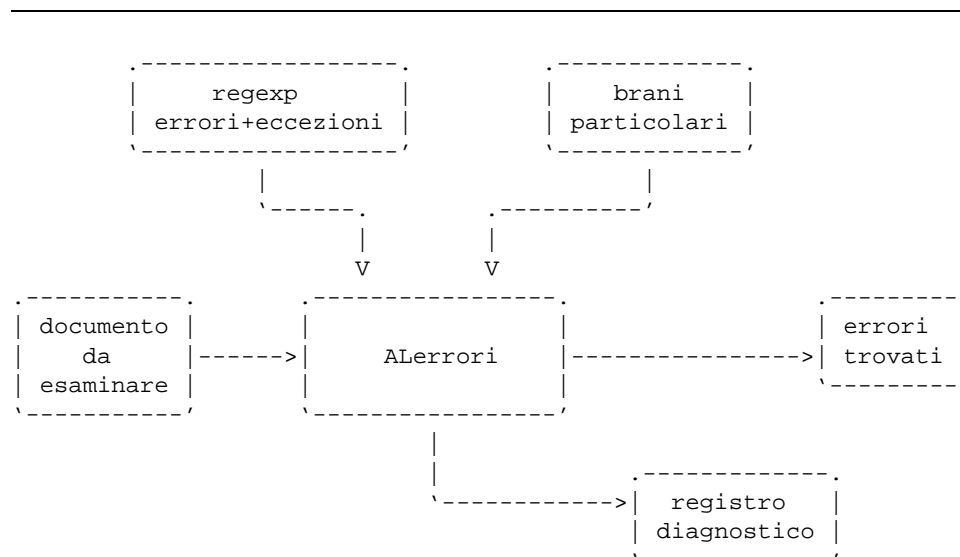 regexp
errori+eccezioni
brani
particolari
V V
documento
da
esaminare
ALerrori
errori
trovati
registro
diagnostico